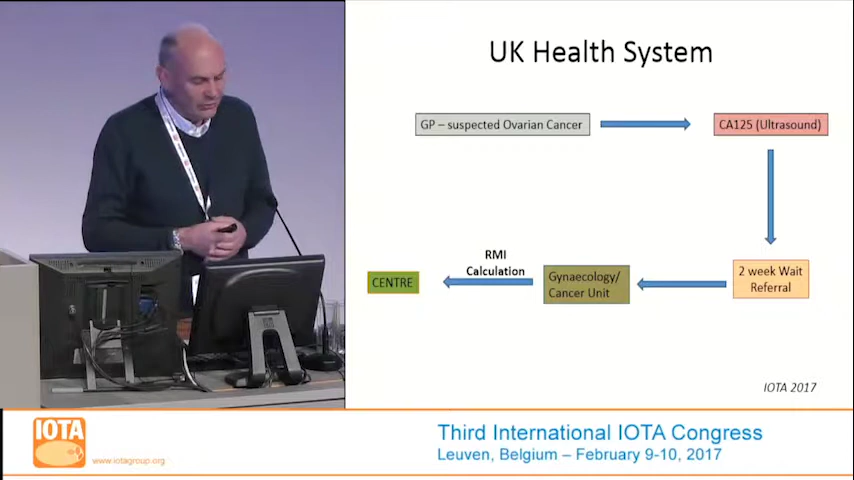 UK Health System
GP – suspected Ovarian Cancer
CA125 (Ultrasound)
2 week Wait
Referral
Gynaecology/
Cancer Unit
RMI
Calculation
CENTRE
IOTA 2017
IOTA
www.iotagroup.org
Third International IOTA Congress
Leuven, Belgium – February 9-10, 2017